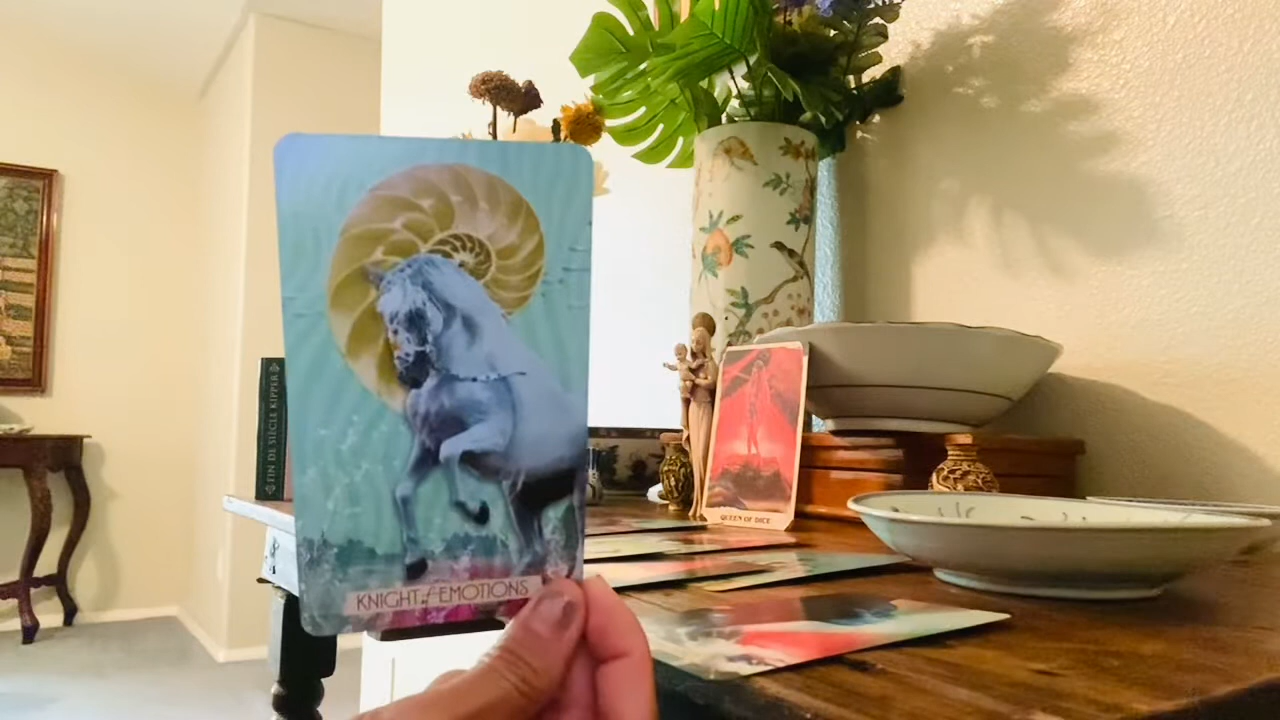 FIN DE SIÈCLE KIPPER
KNIGHT of EMOTIONS
QUEEN OF DICE